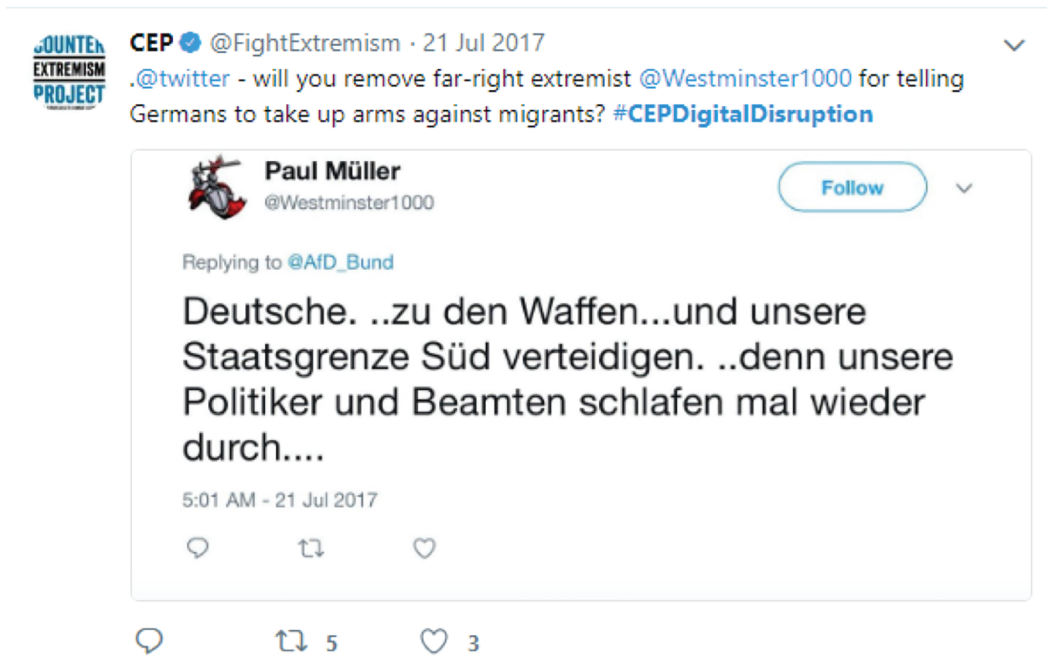 COUNTER
EXTREMISM
PROJECT
CEP @FightExtremism · 21 Jul 2017
.@twitter - will you remove far-right extremist @Westminster1000 for telling
Germans to take up arms against migrants? #CEPDigitalDisruption
Paul Müller
@Westminster1000
Follow
Replying to @AfD_Bund
Deutsche. ..zu den Waffen...und unsere
Staatsgrenze Süd verteidigen. ..denn unsere
Politiker und Beamten schlafen mal wieder
durch....
5:01 AM - 21 Jul 2017
5 3